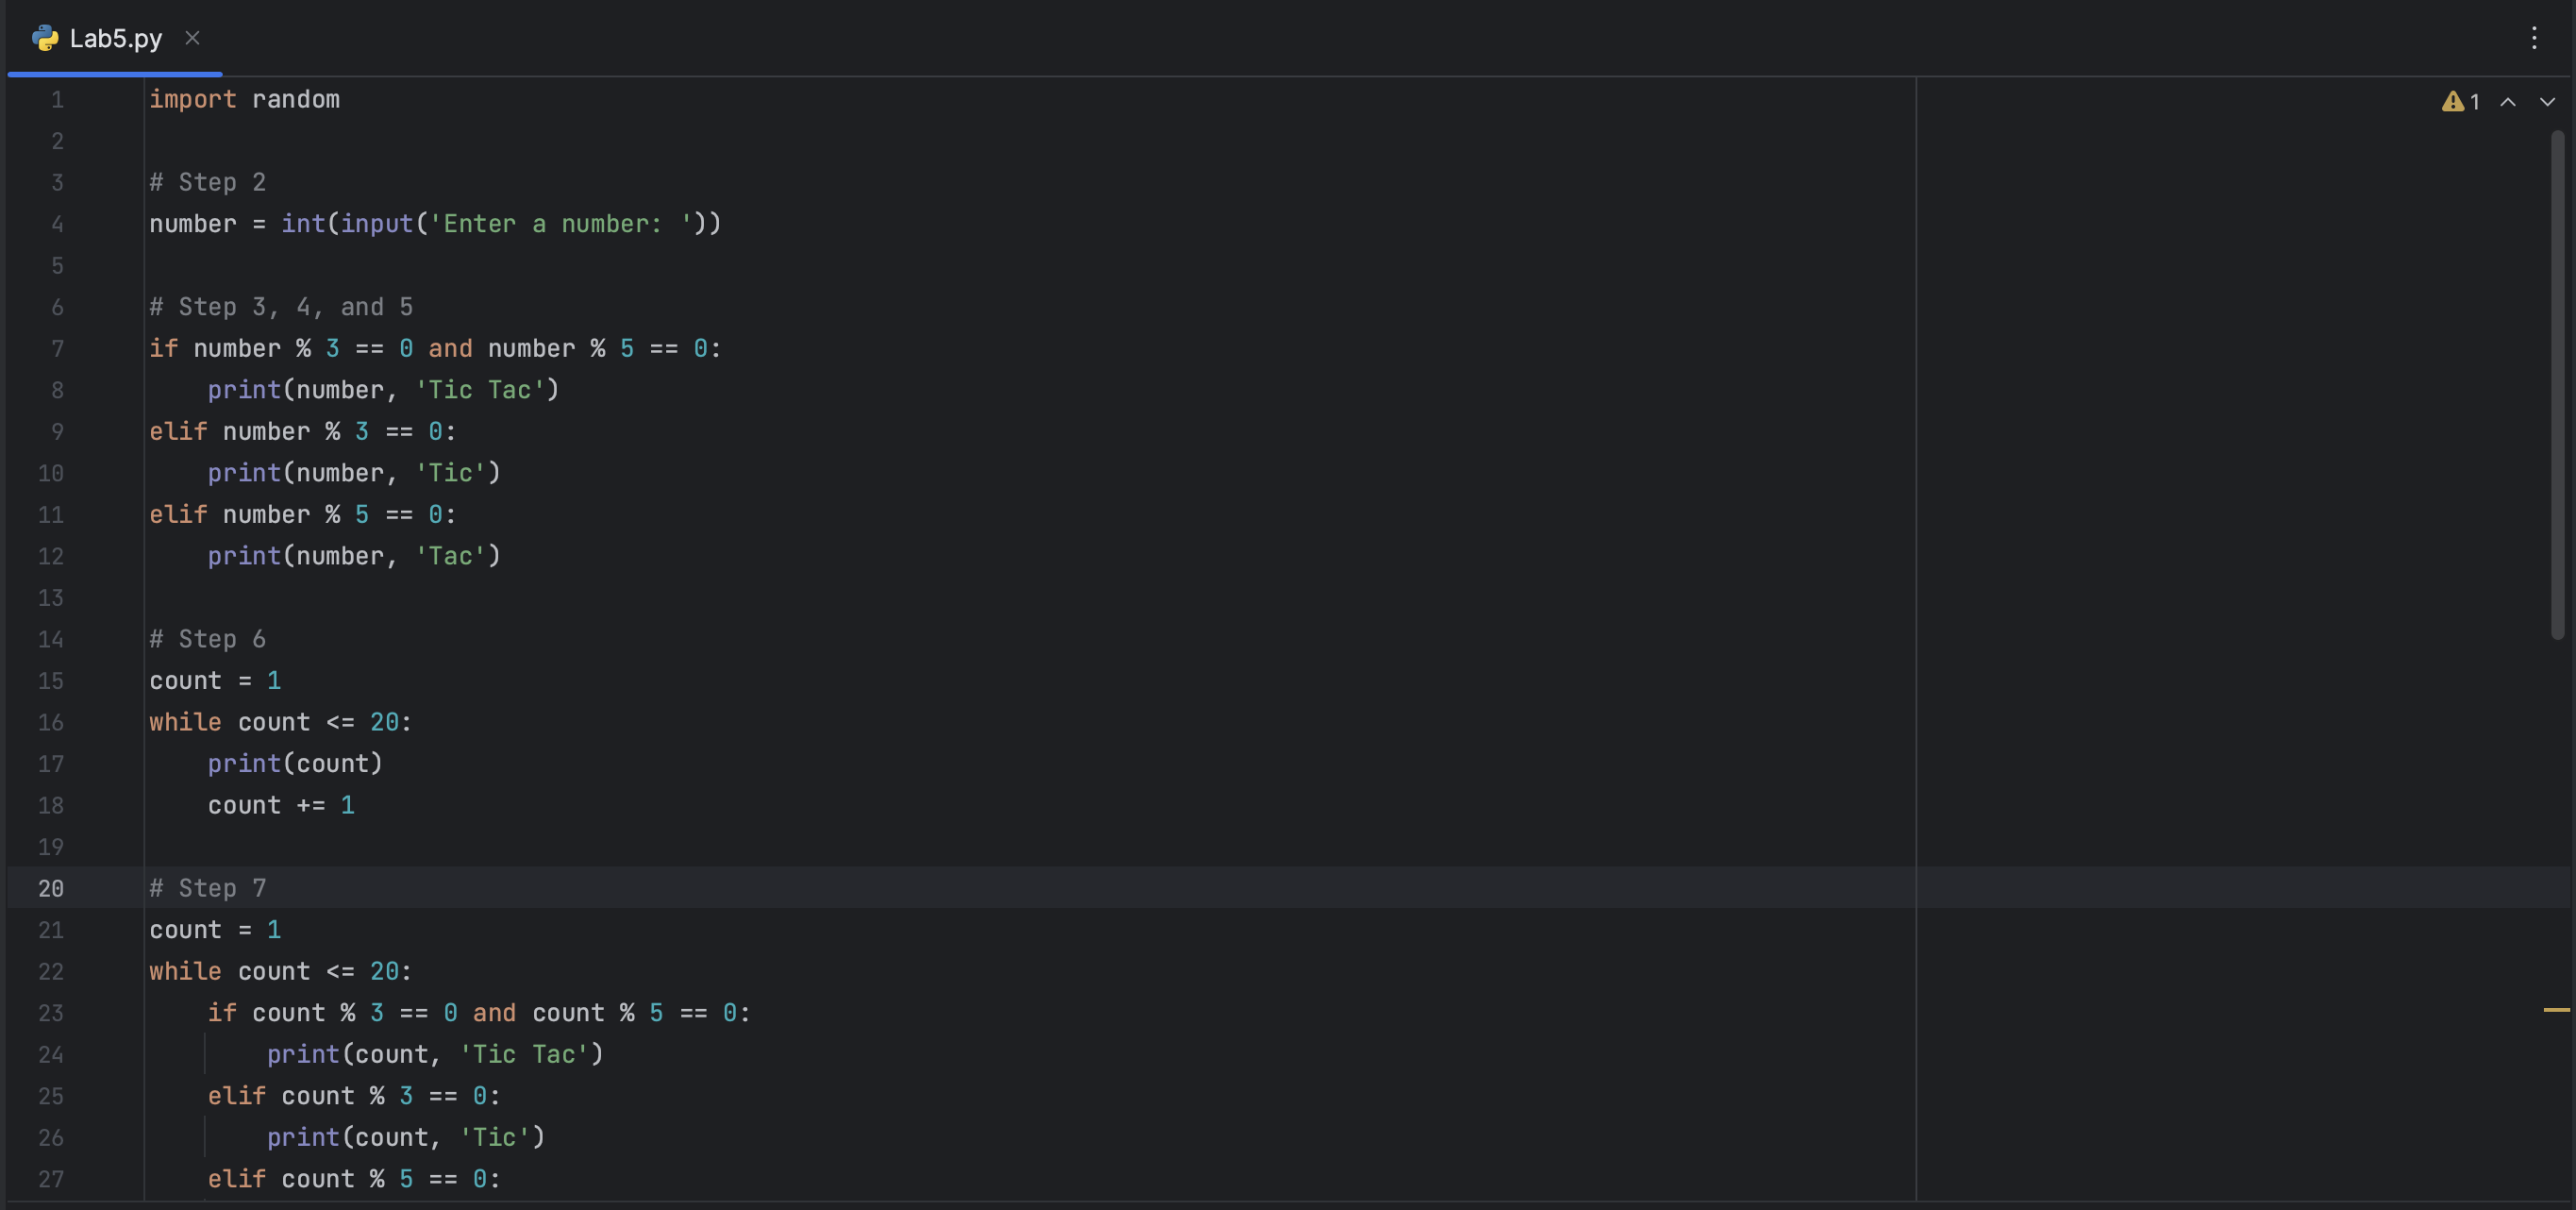 Lab5.py
1
1 import random
2
3 # Step 2
4 number = int(input('Enter a number: '))
5
6 # Step 3, 4, and 5
7 if number % 3 == 0 and number % 5 == 0:
8     print(number, 'Tic Tac')
9 elif number % 3 == 0:
10     print(number, 'Tic')
11 elif number % 5 == 0:
12     print(number, 'Tac')
13
14 # Step 6
15 count = 1
16 while count <= 20:
17     print(count)
18     count += 1
19
20 # Step 7
21 count = 1
22 while count <= 20:
23     if count % 3 == 0 and count % 5 == 0:
24         print(count, 'Tic Tac')
25     elif count % 3 == 0:
26         print(count, 'Tic')
27     elif count % 5 == 0: